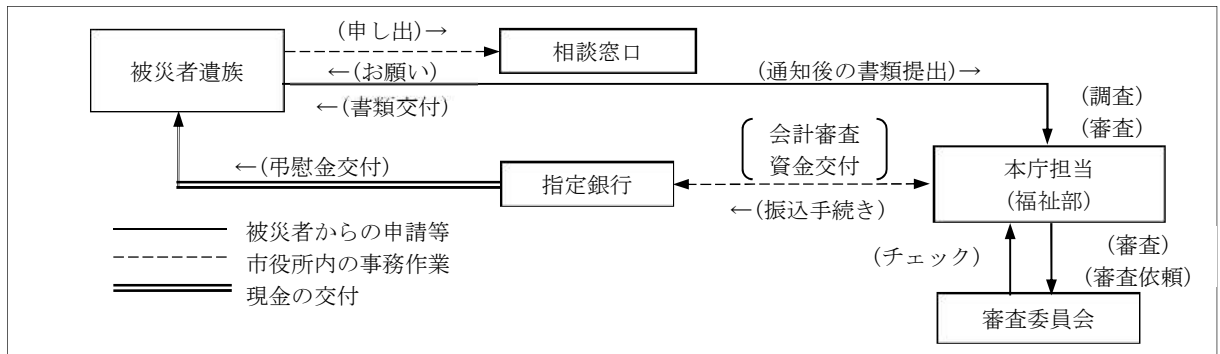 (申し出)→
被災者遺族
相談窓口
←(お願い)
(通知後の書類提出)→
←(書類交付)
(調査)
(審査)
会計審査
資金交付
←(弔慰金交付)
指定銀行
←(振込手続き)
本庁担当
(福祉部)
被災者からの申請等
市役所内の事務作業
現金の交付
(チェック)
(審査)
(審査依頼)
審査委員会